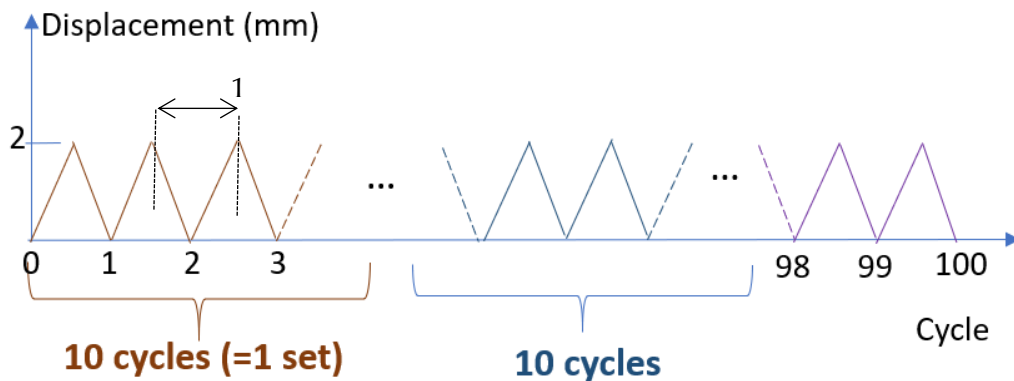 Displacement (mm)
1
2
...
...
0 1 2 3 98 99 100
Cycle
10 cycles (=1 set)
10 cycles